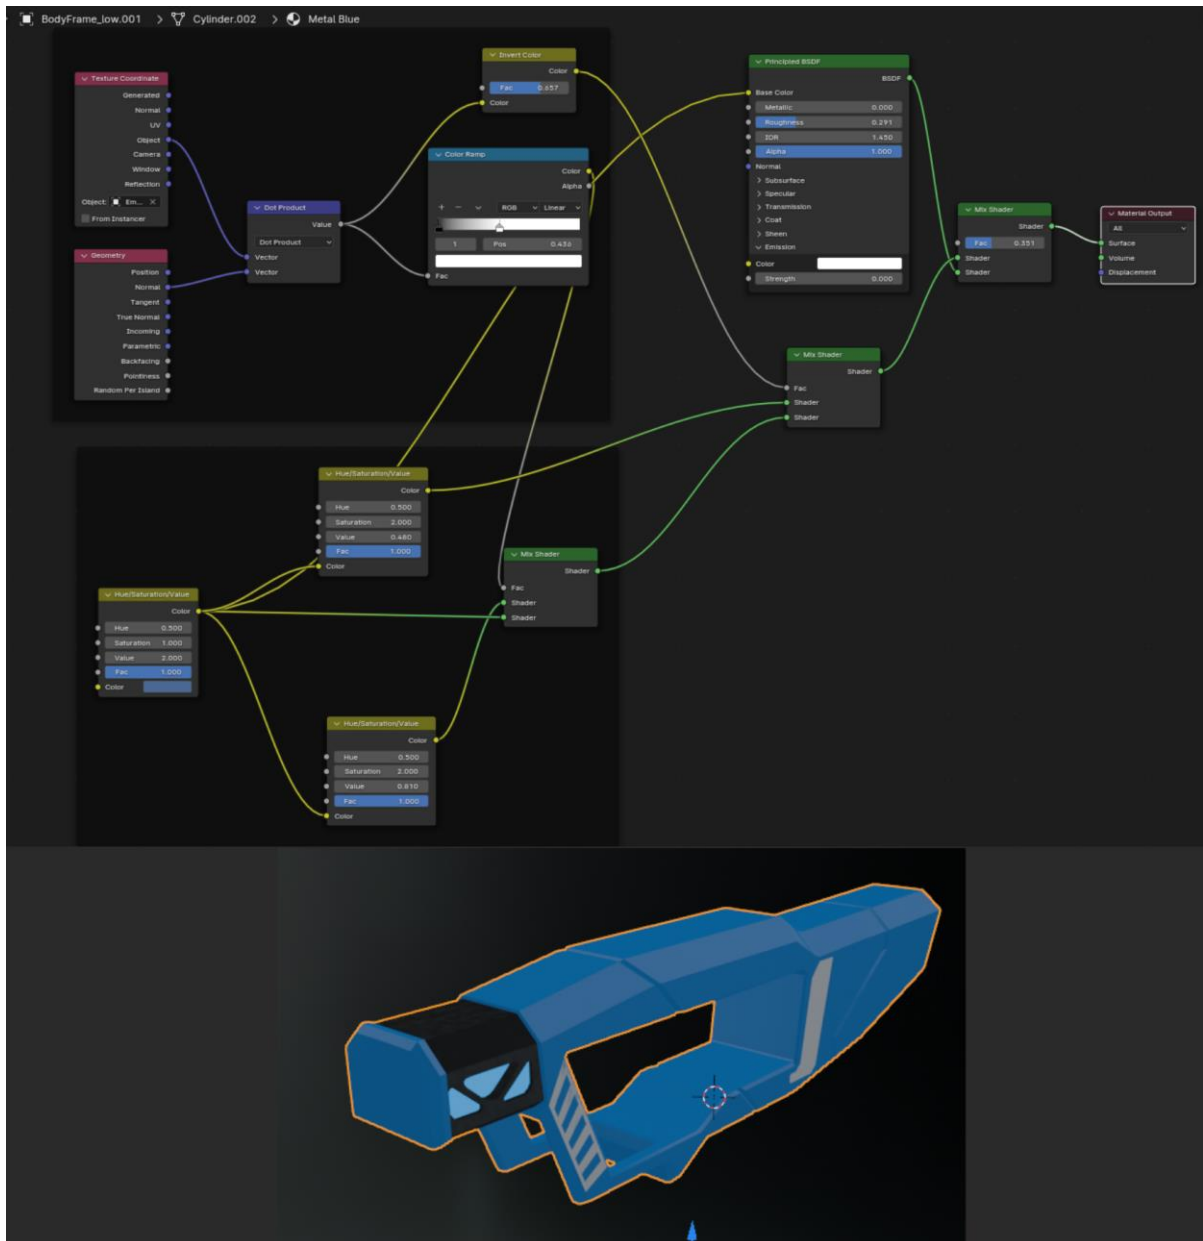 BodyFrame_low.001 > Cylinder.002 > Metal Blue
Texture Coordinate
Generated
Normal
UV
Object
Camera
Window
Reflection
Object: Em...
From Instancer
Geometry
Position
Normal
Tangent
True Normal
Incoming
Parametric
Backfacing
Pointiness
Random Per Island
Dot Product
Value
Dot Product
Vector
Vector
Invert Color
Color
Fac 0.657
Color
Color Ramp
Color
Alpha
RGB Linear
1 Pos 0.436
Fac
Principled BSDF
BSDF
Base Color
Metallic 0.000
Roughness 0.291
IOR 1.450
Alpha 1.000
Normal
Subsurface
Specular
Transmission
Coat
Sheen
Emission
Color
Strength 0.000
Mix Shader
Shader
Fac 0.351
Shader
Shader
Material Output
All
Surface
Volume
Displacement
Mix Shader
Shader
Fac
Shader
Shader
Hue/Saturation/Value
Color
Hue 0.500
Saturation 2.000
Value 0.480
Fac 1.000
Color
Mix Shader
Shader
Fac
Shader
Shader
Hue/Saturation/Value
Color
Hue 0.500
Saturation 1.000
Value 2.000
Fac 1.000
Color
Hue/Saturation/Value
Color
Hue 0.500
Saturation 2.000
Value 0.810
Fac 1.000
Color